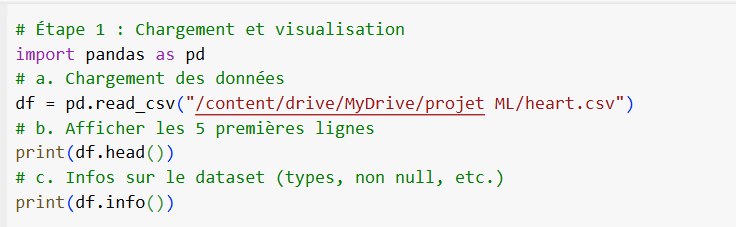 # Étape 1 : Chargement et visualisation
import pandas as pd
# a. Chargement des données
df = pd.read_csv("/content/drive/MyDrive/projet ML/heart.csv")
# b. Afficher les 5 premières lignes
print(df.head())
# c. Infos sur le dataset (types, non null, etc.)
print(df.info())